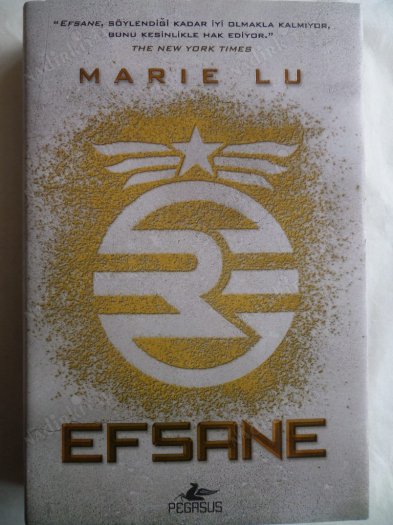 "EFSANE, SÖYLENDİĞİ KADAR İYİ OLMAKLA KALMIYOR,
BUNU KESİNLİKLE HAK EDİYOR."
THE NEW YORK TIMES
MARIE LU
RE
EFSANE
PEGASUS